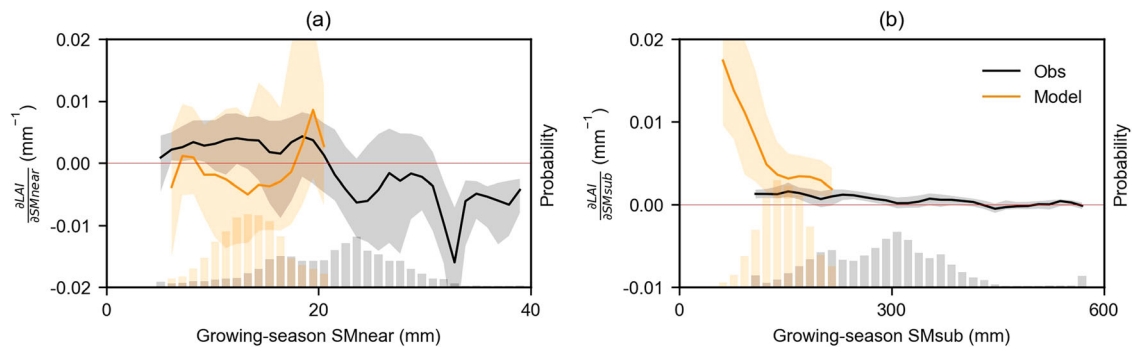 (a)
0.02
0.01
0.00
-0.01
-0.02
∂LAI
∂SMnear
(mm⁻¹)
Probability
0
20
40
Growing-season SMnear (mm)
(b)
0.02
0.01
0.00
-0.01
∂LAI
∂SMsub
(mm⁻¹)
Obs
Model
Probability
0
300
600
Growing-season SMsub (mm)